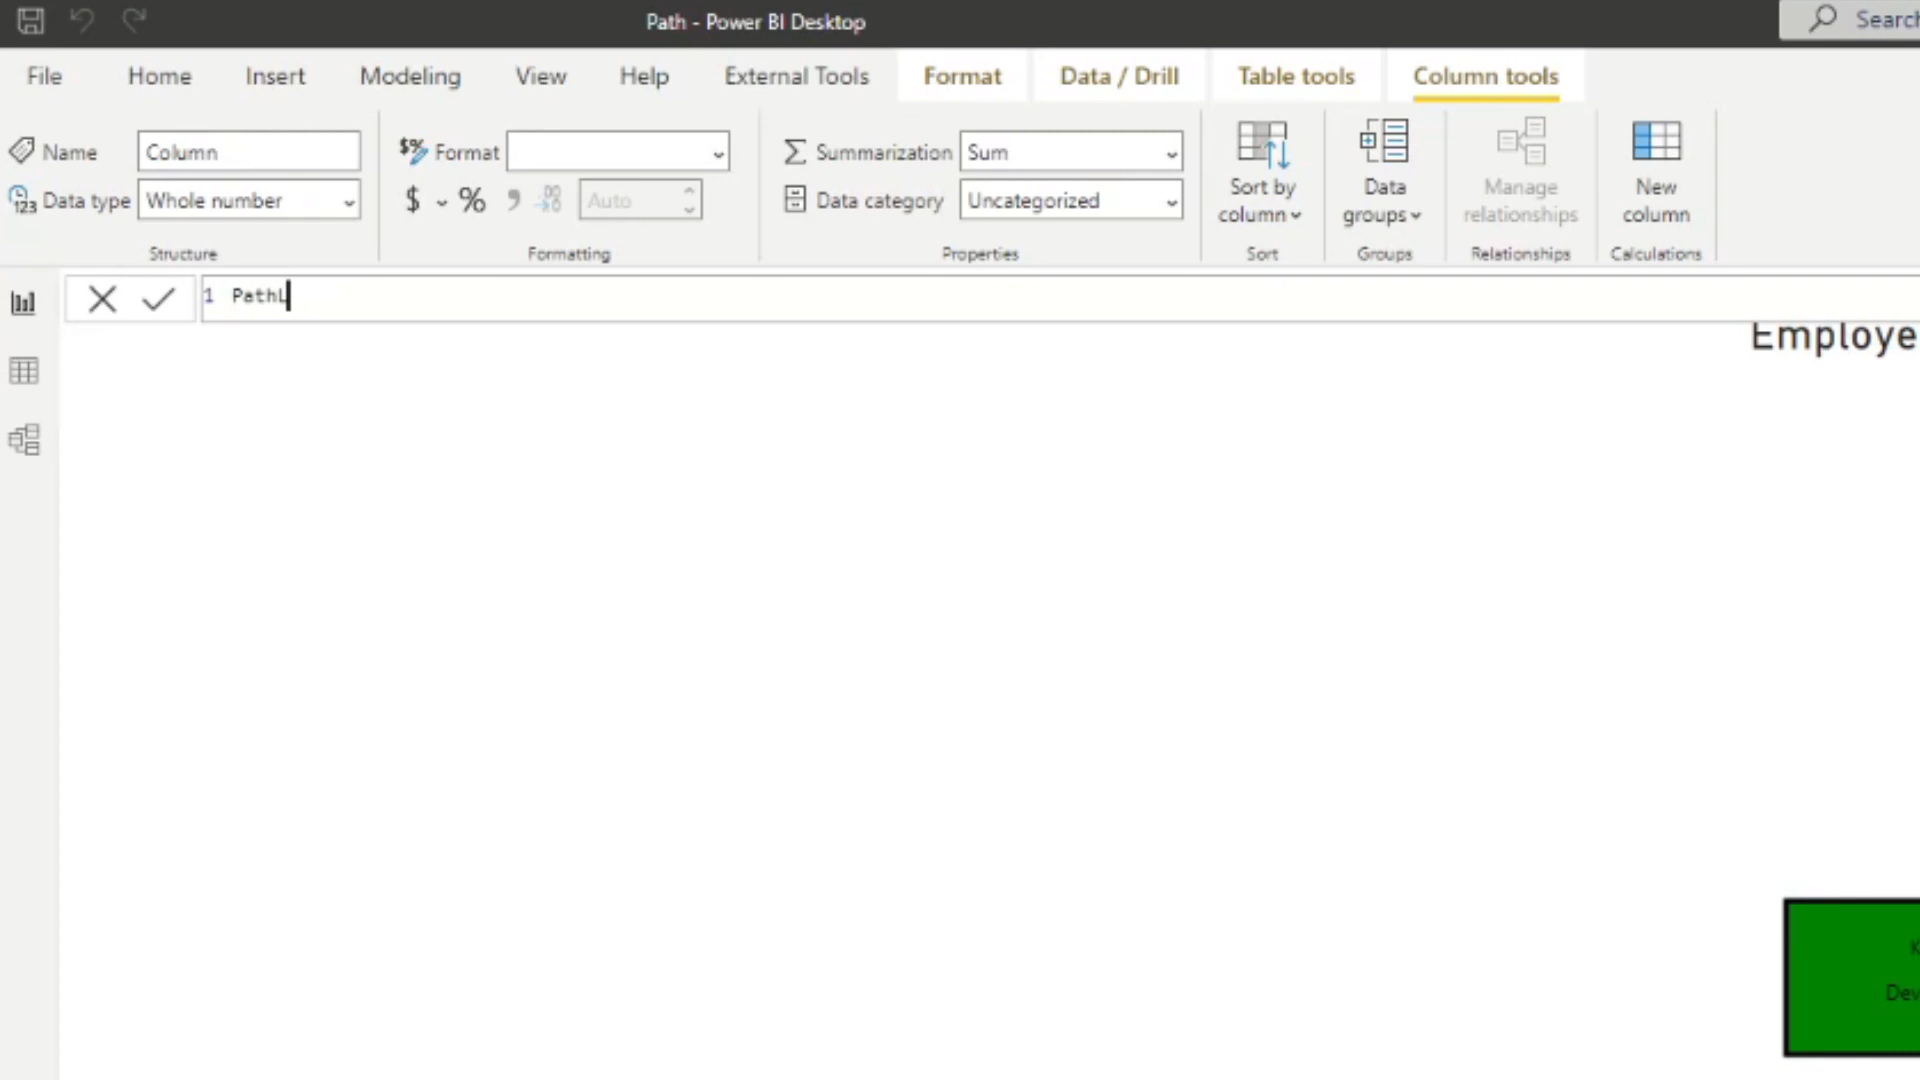 Path - Power BI Desktop
Search
File Home Insert Modeling View Help External Tools Format Data / Drill Table tools Column tools
Name Column
Data type Whole number
Structure
Format
$ % Auto
Formatting
Summarization Sum
Data category Uncategorized
Properties
Sort by
column
Sort
Data
groups
Groups
Manage
relationships
Relationships
New
column
Calculations
1 PathL
Employe
K
Dev